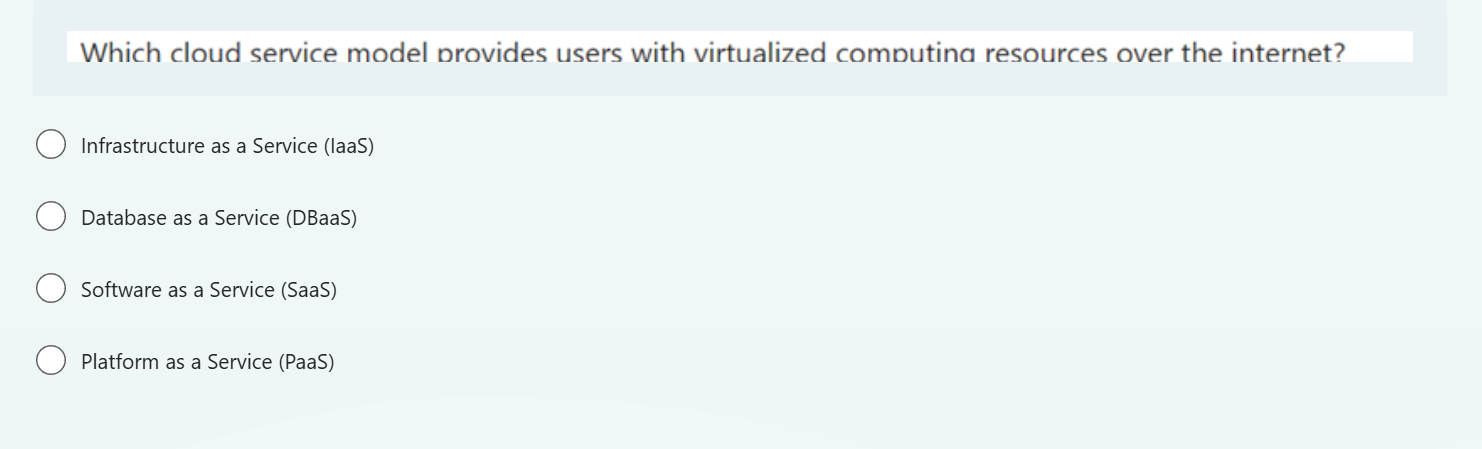 Which cloud service model provides users with virtualized computing resources over the internet?
Infrastructure as a Service (IaaS)
Database as a Service (DBaaS)
Software as a Service (SaaS)
Platform as a Service (PaaS)